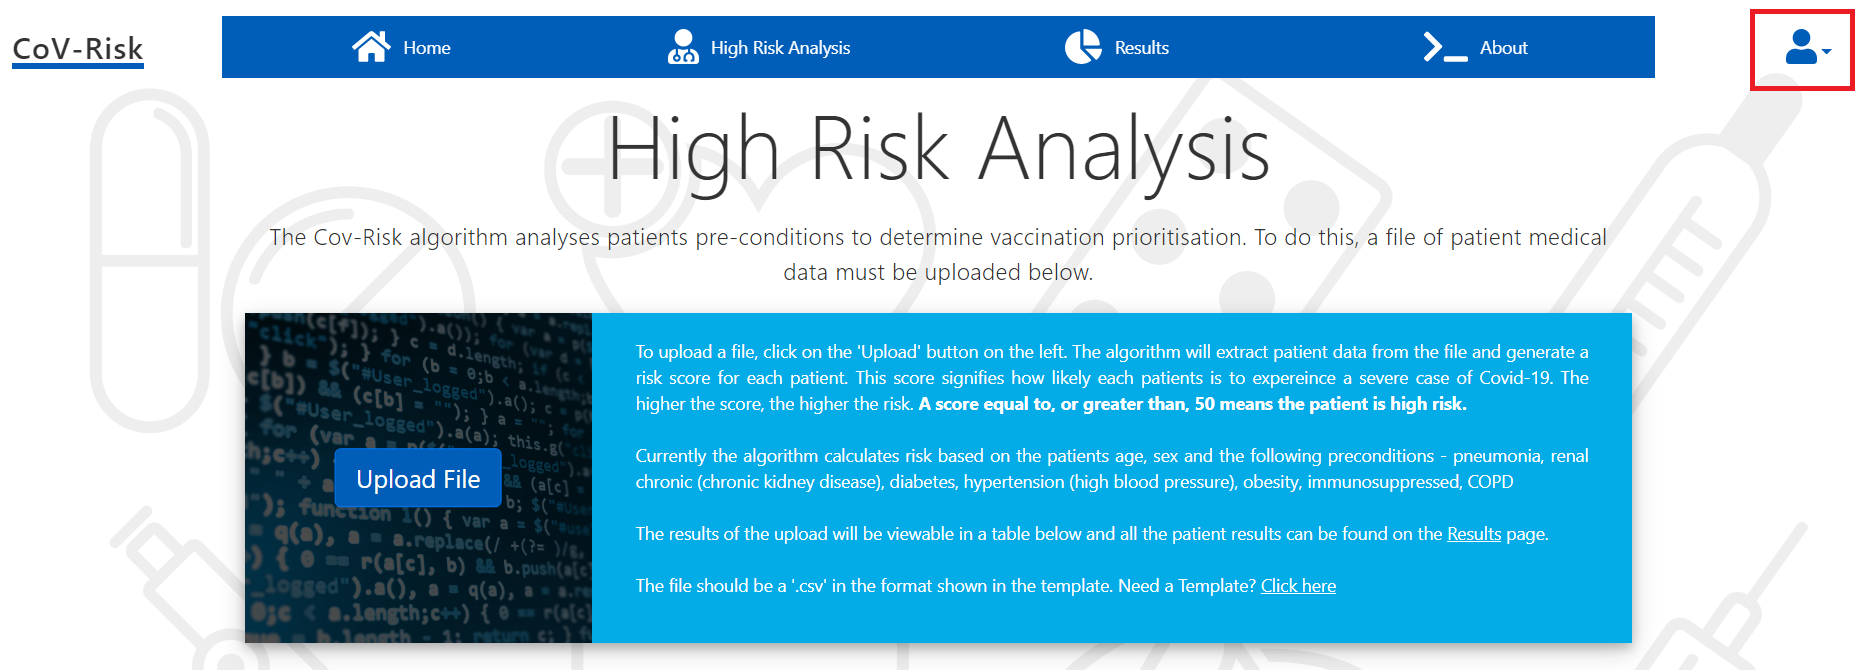 CoV-Risk
Home
High Risk Analysis
Results
About
High Risk Analysis
The Cov-Risk algorithm analyses patients pre-conditions to determine vaccination prioritisation. To do this, a file of patient medical
data must be uploaded below.
Upload File
To upload a file, click on the 'Upload' button on the left. The algorithm will extract patient data from the file and generate a
risk score for each patient. This score signifies how likely each patients is to expereince a severe case of Covid-19. The
higher the score, the higher the risk. A score equal to, or greater than, 50 means the patient is high risk.
Currently the algorithm calculates risk based on the patients age, sex and the following preconditions - pneumonia, renal
chronic (chronic kidney disease), diabetes, hypertension (high blood pressure), obesity, immunosuppressed, COPD
The results of the upload will be viewable in a table below and all the patient results can be found on the Results page.
The file should be a '.csv' in the format shown in the template. Need a Template? Click here